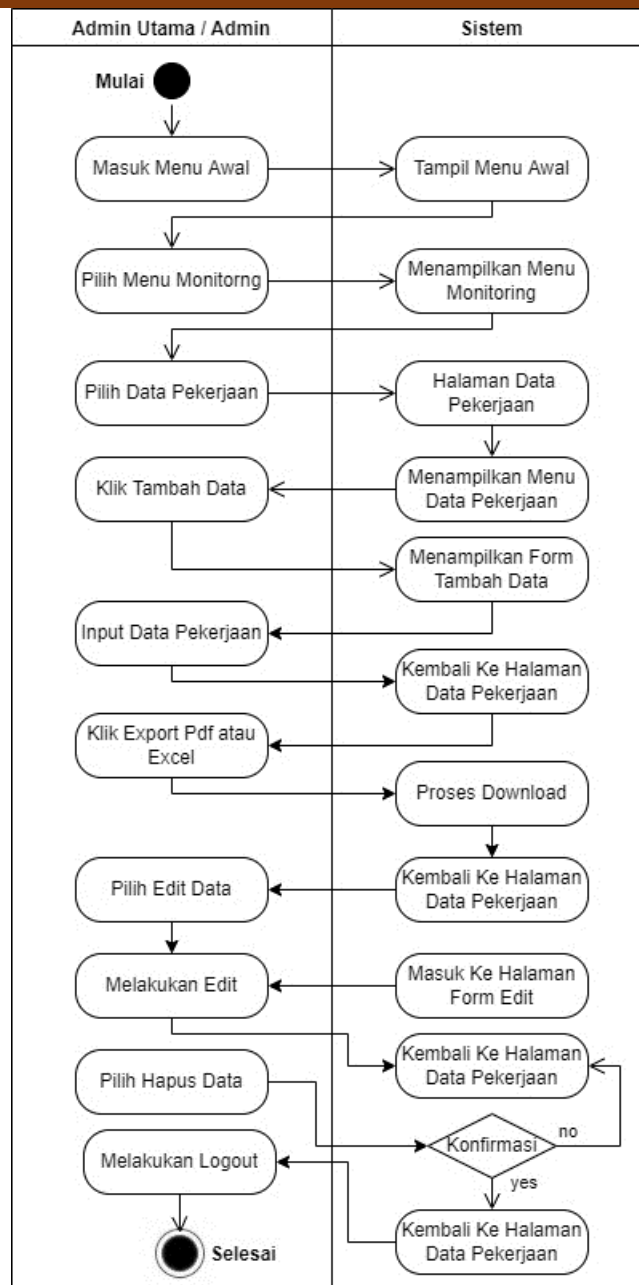 Admin Utama / Admin
Sistem
Mulai
Masuk Menu Awal
Tampil Menu Awal
Pilih Menu Monitorng
Menampilkan Menu
Monitoring
Pilih Data Pekerjaan
Halaman Data
Pekerjaan
Klik Tambah Data
Menampilkan Menu
Data Pekerjaan
Menampilkan Form
Tambah Data
Input Data Pekerjaan
Kembali Ke Halaman
Data Pekerjaan
Klik Export Pdf atau
Excel
Proses Download
Pilih Edit Data
Kembali Ke Halaman
Data Pekerjaan
Melakukan Edit
Masuk Ke Halaman
Form Edit
Kembali Ke Halaman
Data Pekerjaan
Pilih Hapus Data
Konfirmasi
no
yes
Melakukan Logout
Kembali Ke Halaman
Data Pekerjaan
Selesai